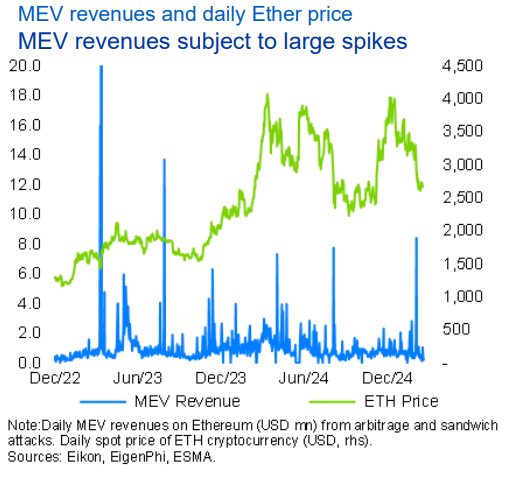 MEV revenues and daily Ether price
MEV revenues subject to large spikes
20.0 4,500
18.0 4,000
16.0 3,500
14.0 3,000
12.0 2,500
10.0 2,000
8.0 1,500
6.0 1,000
4.0 500
2.0 -
0.0
Dec/22 Jun/23 Dec/23 Jun/24 Dec/24
MEV Revenue ETH Price
Note:Daily MEV revenues on Ethereum (USD mn) from arbitrage and sandwich
attacks. Daily spot price of ETH cryptocurrency (USD, rhs).
Sources: Eikon, EigenPhi, ESMA.